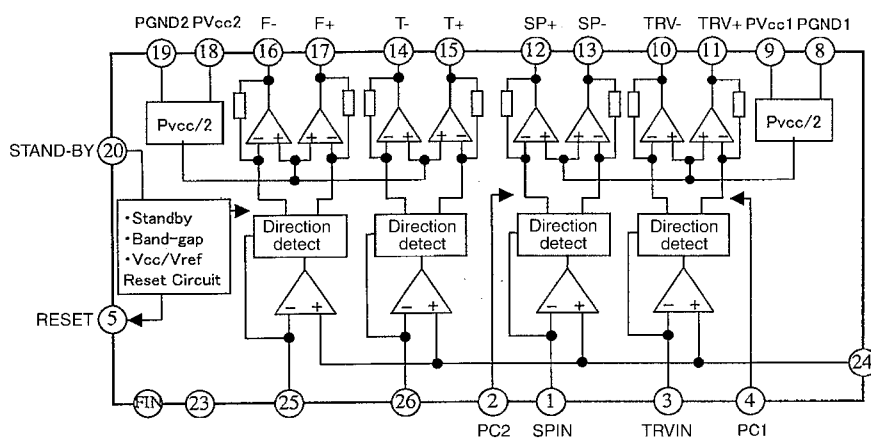 PGND2 PVcc2 F- F+ T- T+ SP+ SP- TRV- TRV+ PVcc1 PGND1
19 18 16 17 14 15 12 13 10 11 9 8
Pvcc/2 Pvcc/2
- + + - - + + - - + + - - + + -
STAND-BY 20
・Standby
・Band-gap
・Vcc/Vref
Reset Circuit
Direction detect
Direction detect
Direction detect
Direction detect
- + - + - + - +
RESET 5
24
FIN 23 25 26 2 1 3 4
PC2 SPIN TRVIN PC1